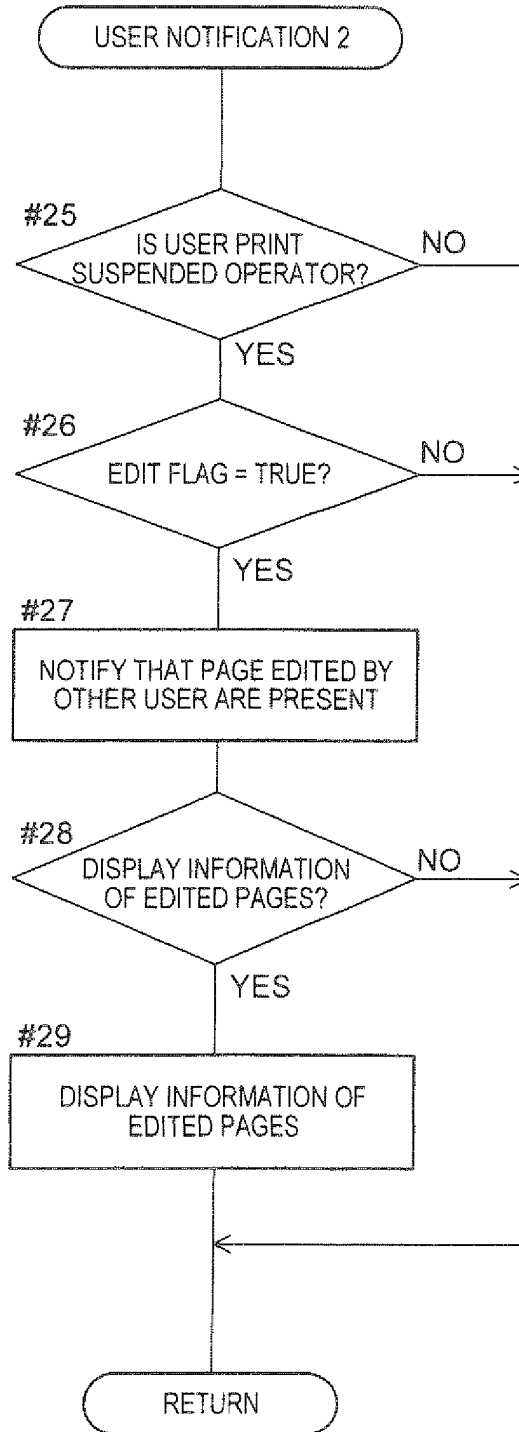 USER NOTIFICATION 2
#25
IS USER PRINT
SUSPENDED OPERATOR?
NO
YES
#26
EDIT FLAG = TRUE?
NO
YES
#27
NOTIFY THAT PAGE EDITED BY
OTHER USER ARE PRESENT
#28
DISPLAY INFORMATION
OF EDITED PAGES?
NO
YES
#29
DISPLAY INFORMATION OF
EDITED PAGES
RETURN